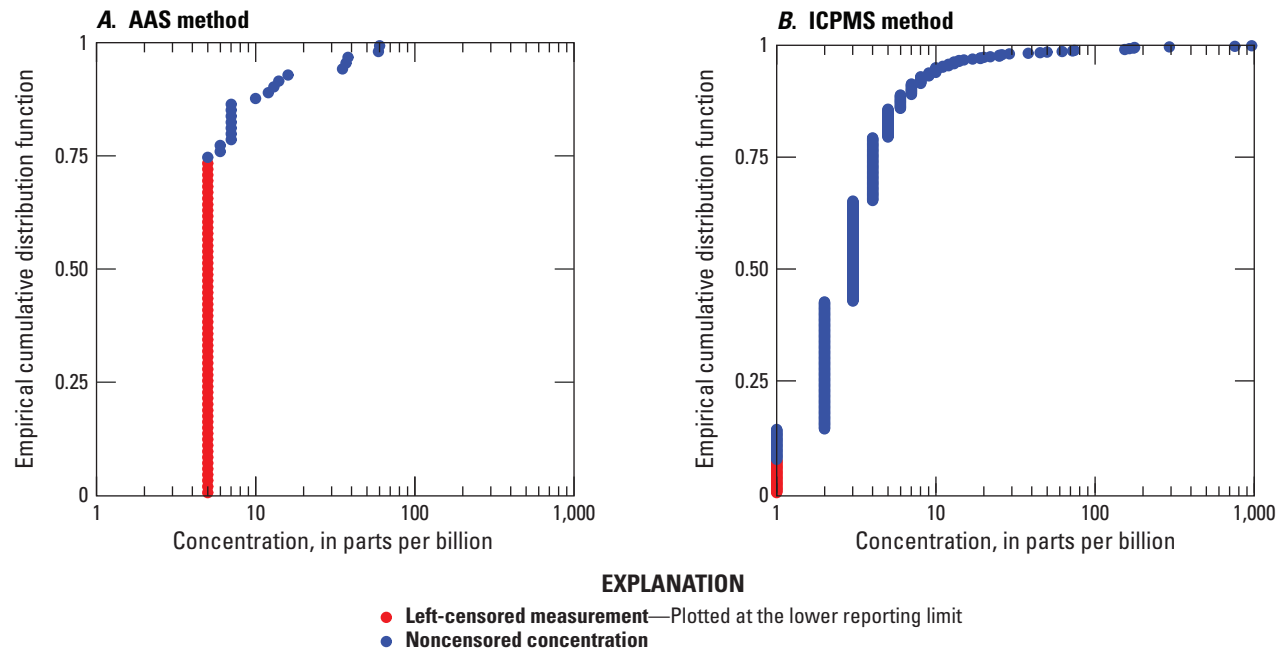 A. AAS method
Empirical cumulative distribution function
1
0.75
0.50
0.25
0
1
10
100
1,000
Concentration, in parts per billion
B. ICPMS method
Empirical cumulative distribution function
1
0.75
0.50
0.25
0
1
10
100
1,000
Concentration, in parts per billion
EXPLANATION
Left-censored measurement—Plotted at the lower reporting limit
Noncensored concentration